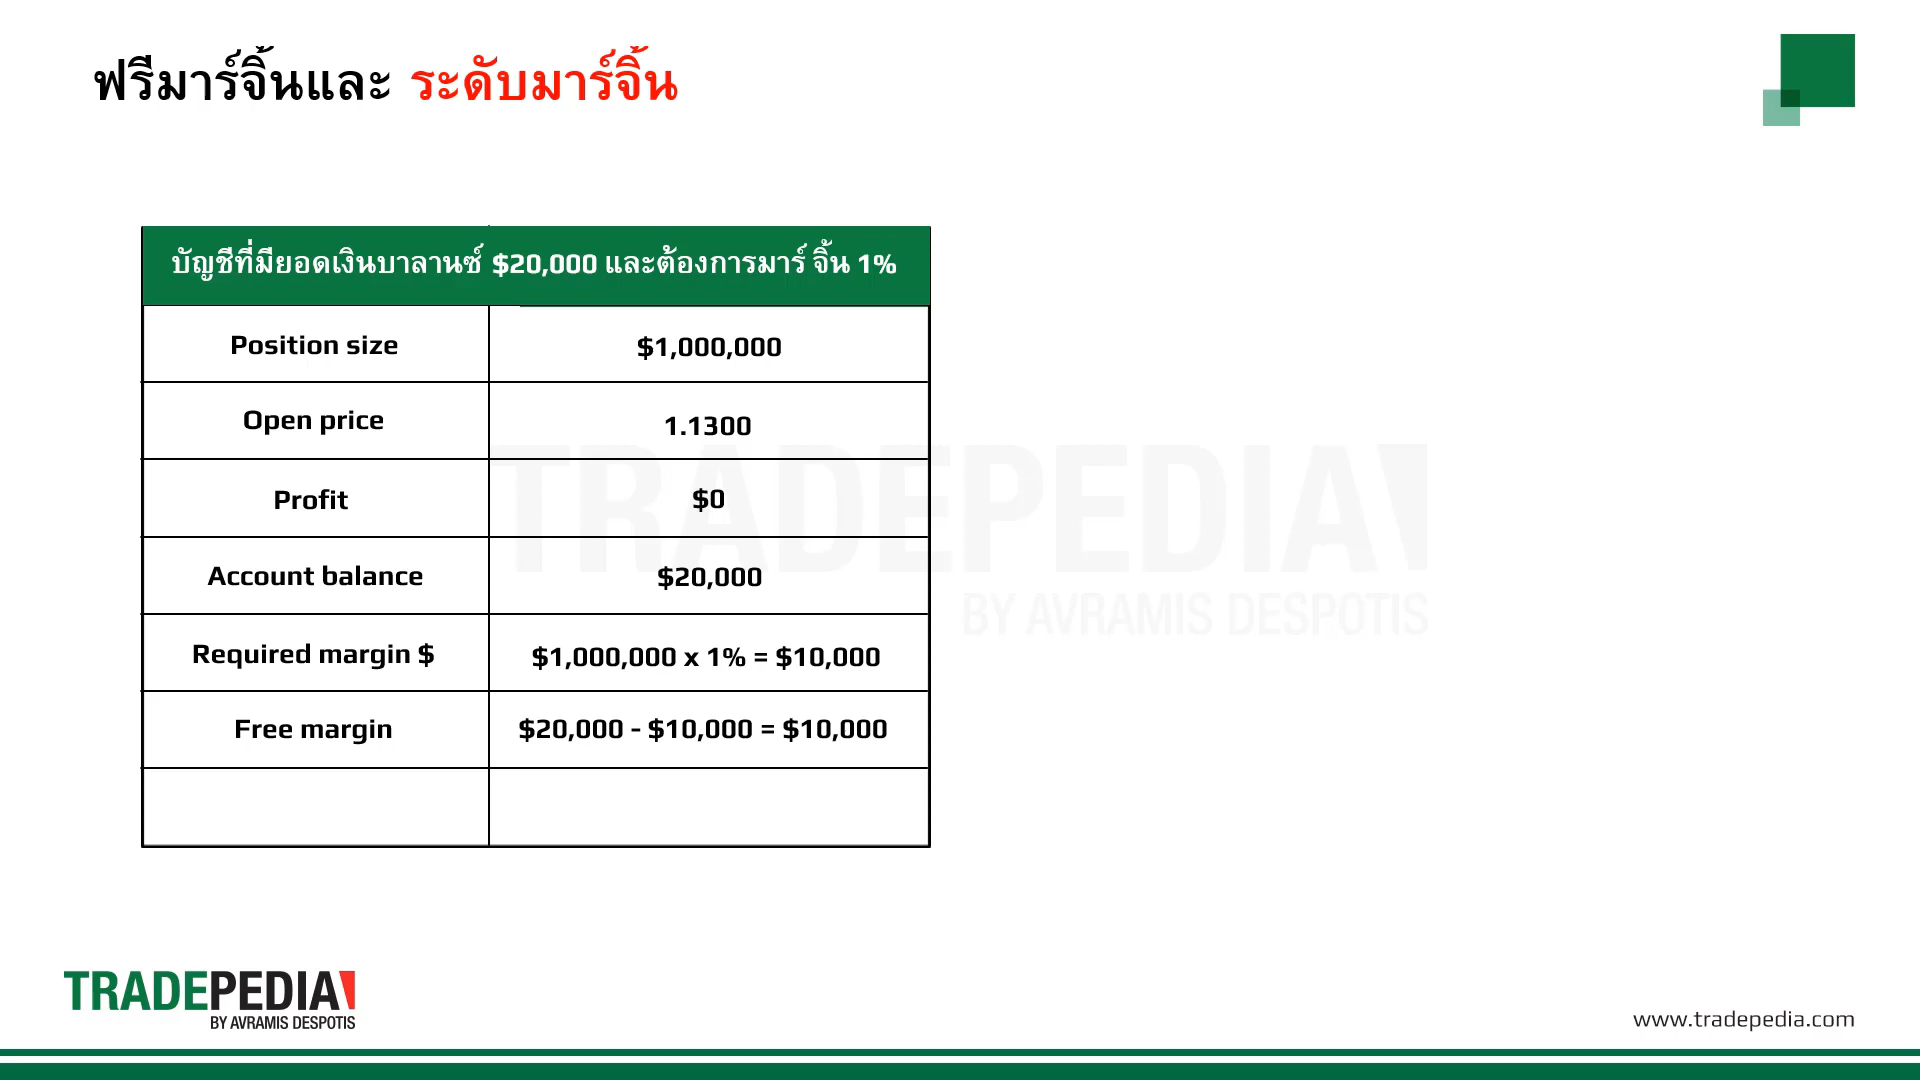 ฟรีมาร์จิ้นและ ระดับมาร์จิ้น
บัญชีที่มียอดเงินบาลานซ์ $20,000 และต้องการมาร์ จิ้น 1%
Position size $1,000,000
Open price 1.1300
Profit $0
Account balance $20,000
Required margin $ $1,000,000 x 1% = $10,000
Free margin $20,000 - $10,000 = $10,000
TRADEPEDIA
BY AVRAMIS DESPOTIS
TRADEPEDIA
BY AVRAMIS DESPOTIS
www.tradepedia.com